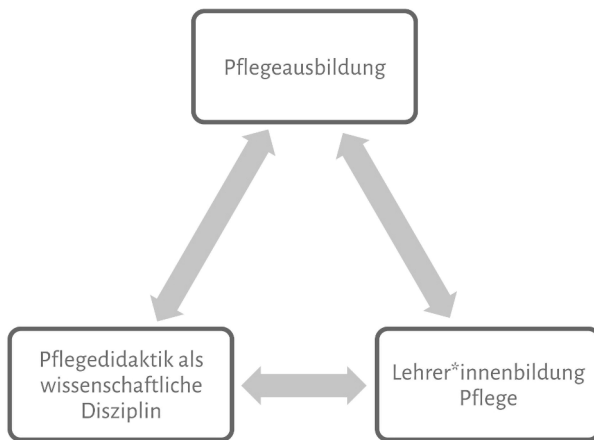 Pflegeausbildung
Pflegedidaktik als
wissenschaftliche
Disziplin
Lehrer*innenbildung
Pflege